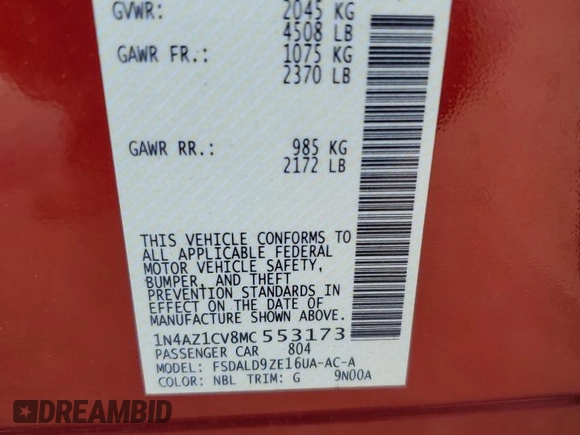 GVWR: 2045 KG
4508 LB
GAWR FR.: 1075 KG
2370 LB
GAWR RR.: 985 KG
2172 LB
THIS VEHICLE CONFORMS TO
ALL APPLICABLE FEDERAL
MOTOR VEHICLE SAFETY,
BUMPER, AND THEFT
PREVENTION STANDARDS IN
EFFECT ON THE DATE OF
MANUFACTURE SHOWN ABOVE.
1N4AZ1CV8MC553173
PASSENGER CAR 804
MODEL: FSDALD9ZE16UA-AC-A
COLOR: NBL TRIM: G 9N00A
DREAMBID